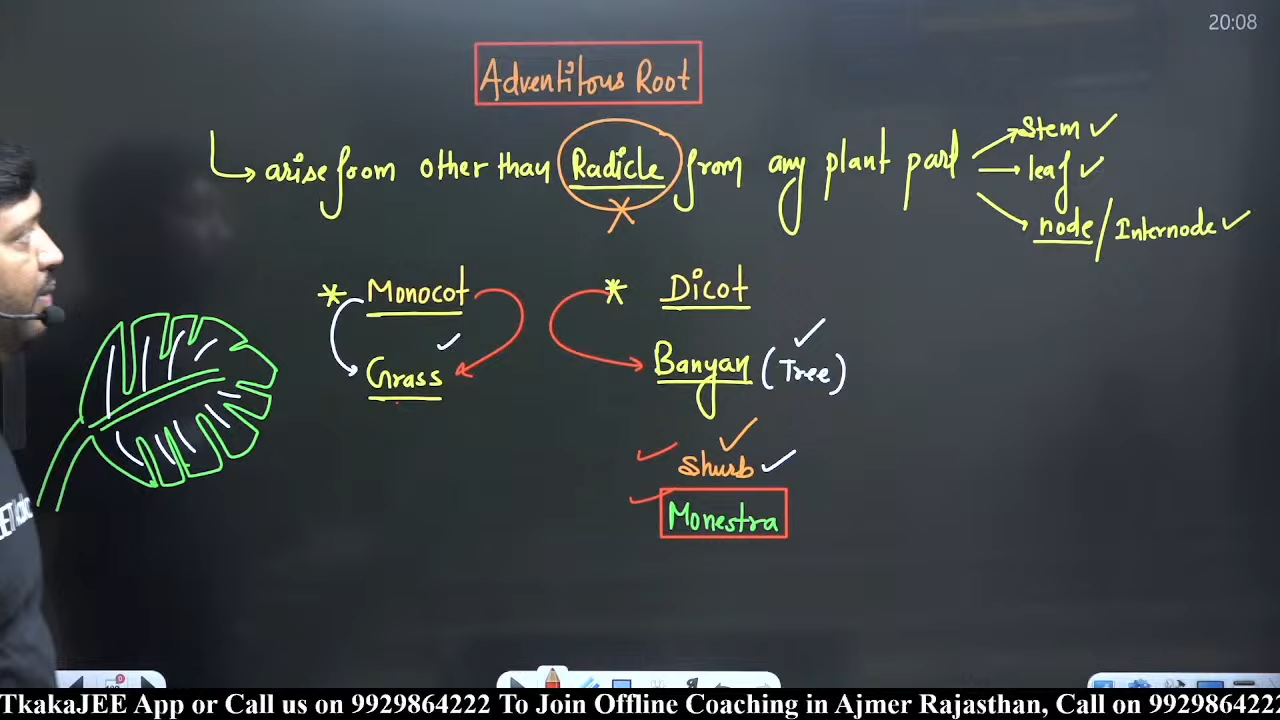 20:08
Adventitous Root
arise from other than Radicle from any plant part
Stem
leaf
node / Internode
Monocot
Dicot
Grass
Banyan (Tree)
Shurb
Monestra
TkakaJEE App or Call us on 9929864222 To Join Offline Coaching in Ajmer Rajasthan, Call on 9929864222